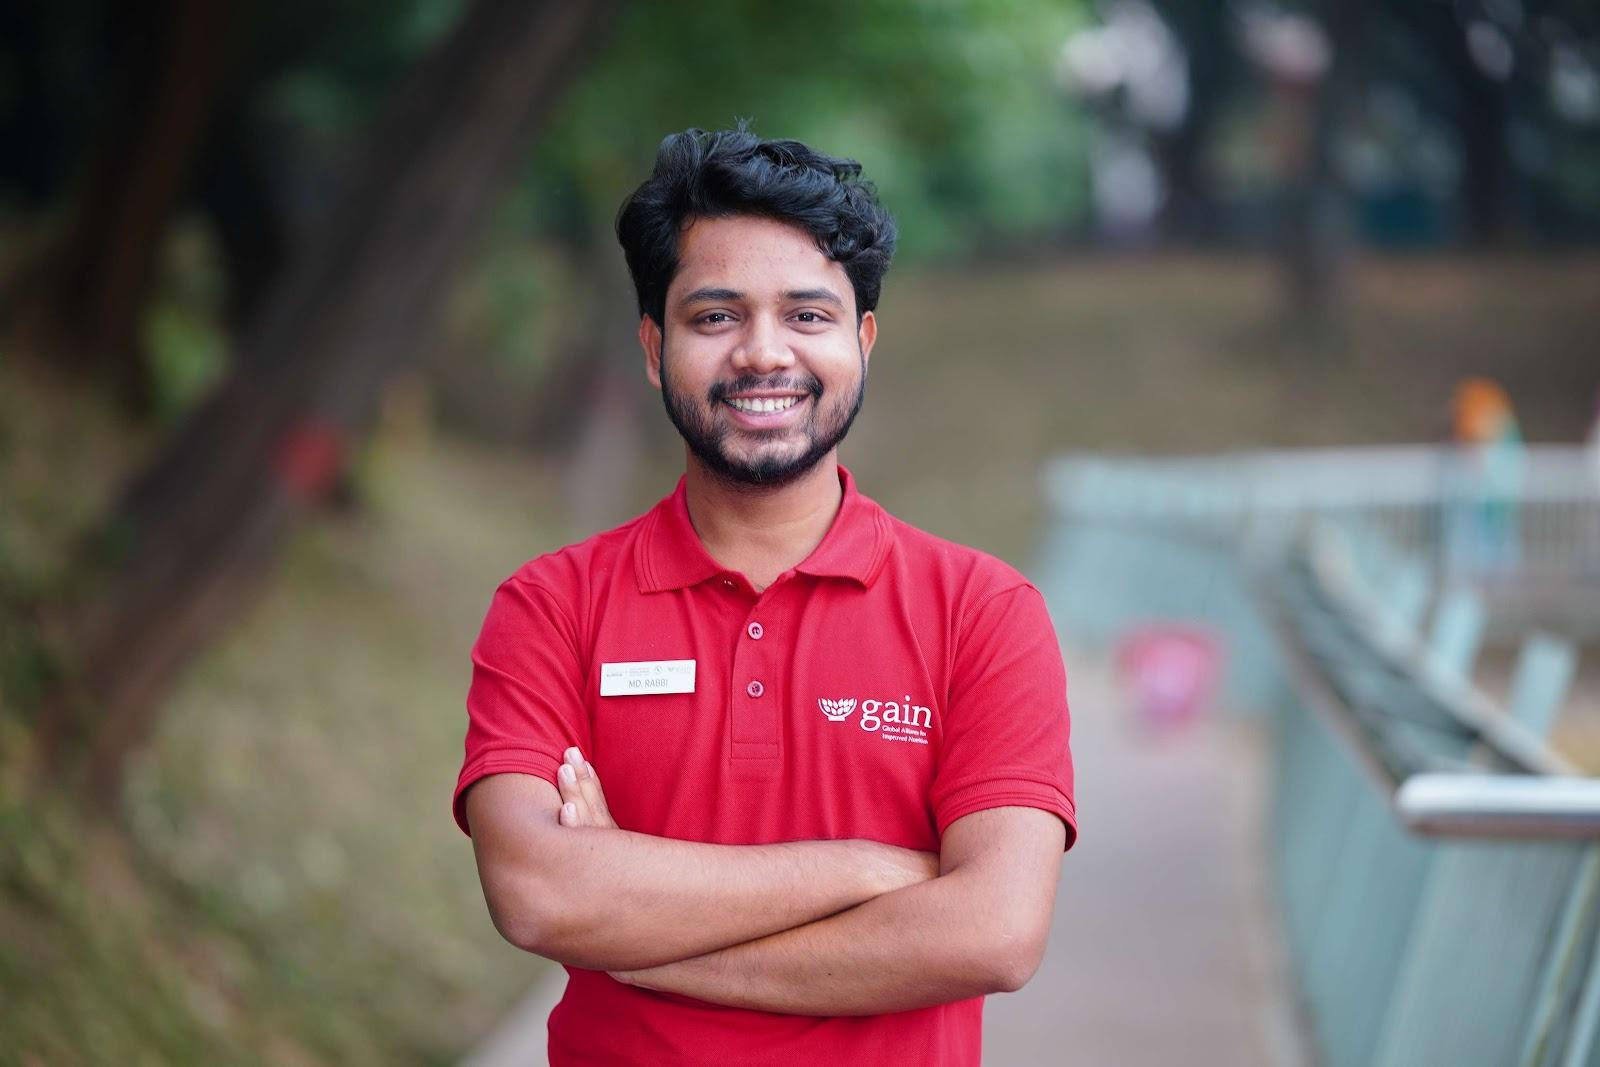 MD. RABBI
gain
Global Alliance for
Improved Nutrition